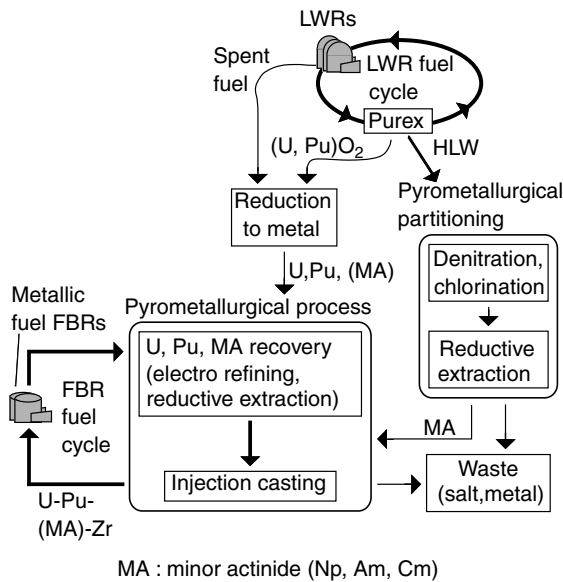 LWRs
Spent
fuel
LWR fuel
cycle
Purex
(U, Pu)O2
HLW
Pyrometallurgical
partitioning
Reduction
to metal
Denitration,
chlorination
U,Pu, (MA)
Metallic
fuel FBRs
Pyrometallurgical process
U, Pu, MA recovery
(electro refining,
reductive extraction)
Reductive
extraction
FBR
fuel
cycle
MA
Injection casting
Waste
(salt,metal)
U-Pu-
(MA)-Zr
MA : minor actinide (Np, Am, Cm)